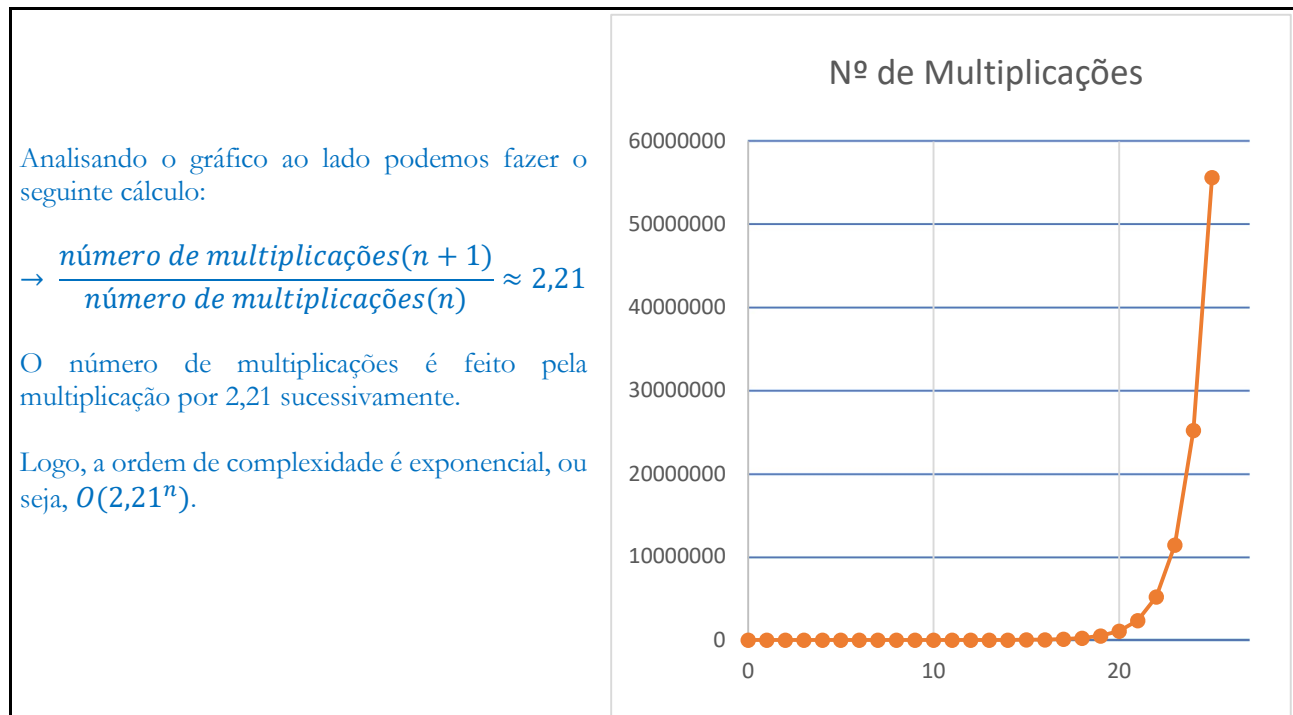 Analisando o gráfico ao lado podemos fazer o
seguinte cálculo:
→ número de multiplicações(n + 1)
número de multiplicações(n)
≈ 2,21
O número de multiplicações é feito pela
multiplicação por 2,21 sucessivamente.
Logo, a ordem de complexidade é exponencial, ou
seja, O(2,21ⁿ).
Nº de Multiplicações
60000000
50000000
40000000
30000000
20000000
10000000
0
0 10 20